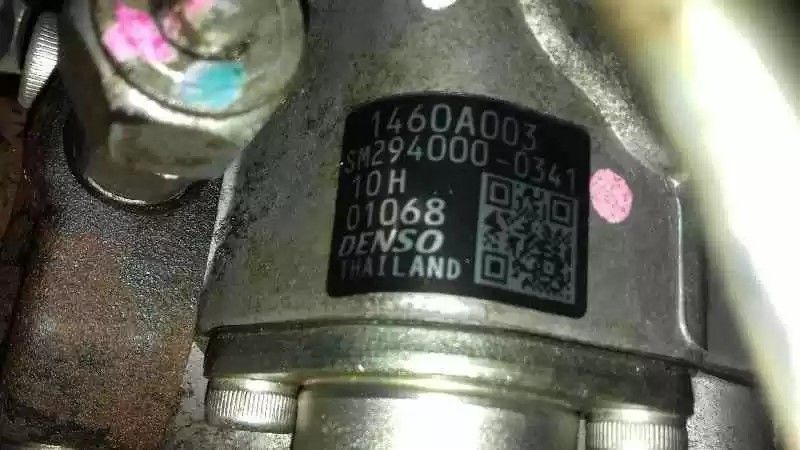 1460A003
SM294000-0341
10H
01068
DENSO
THAILAND